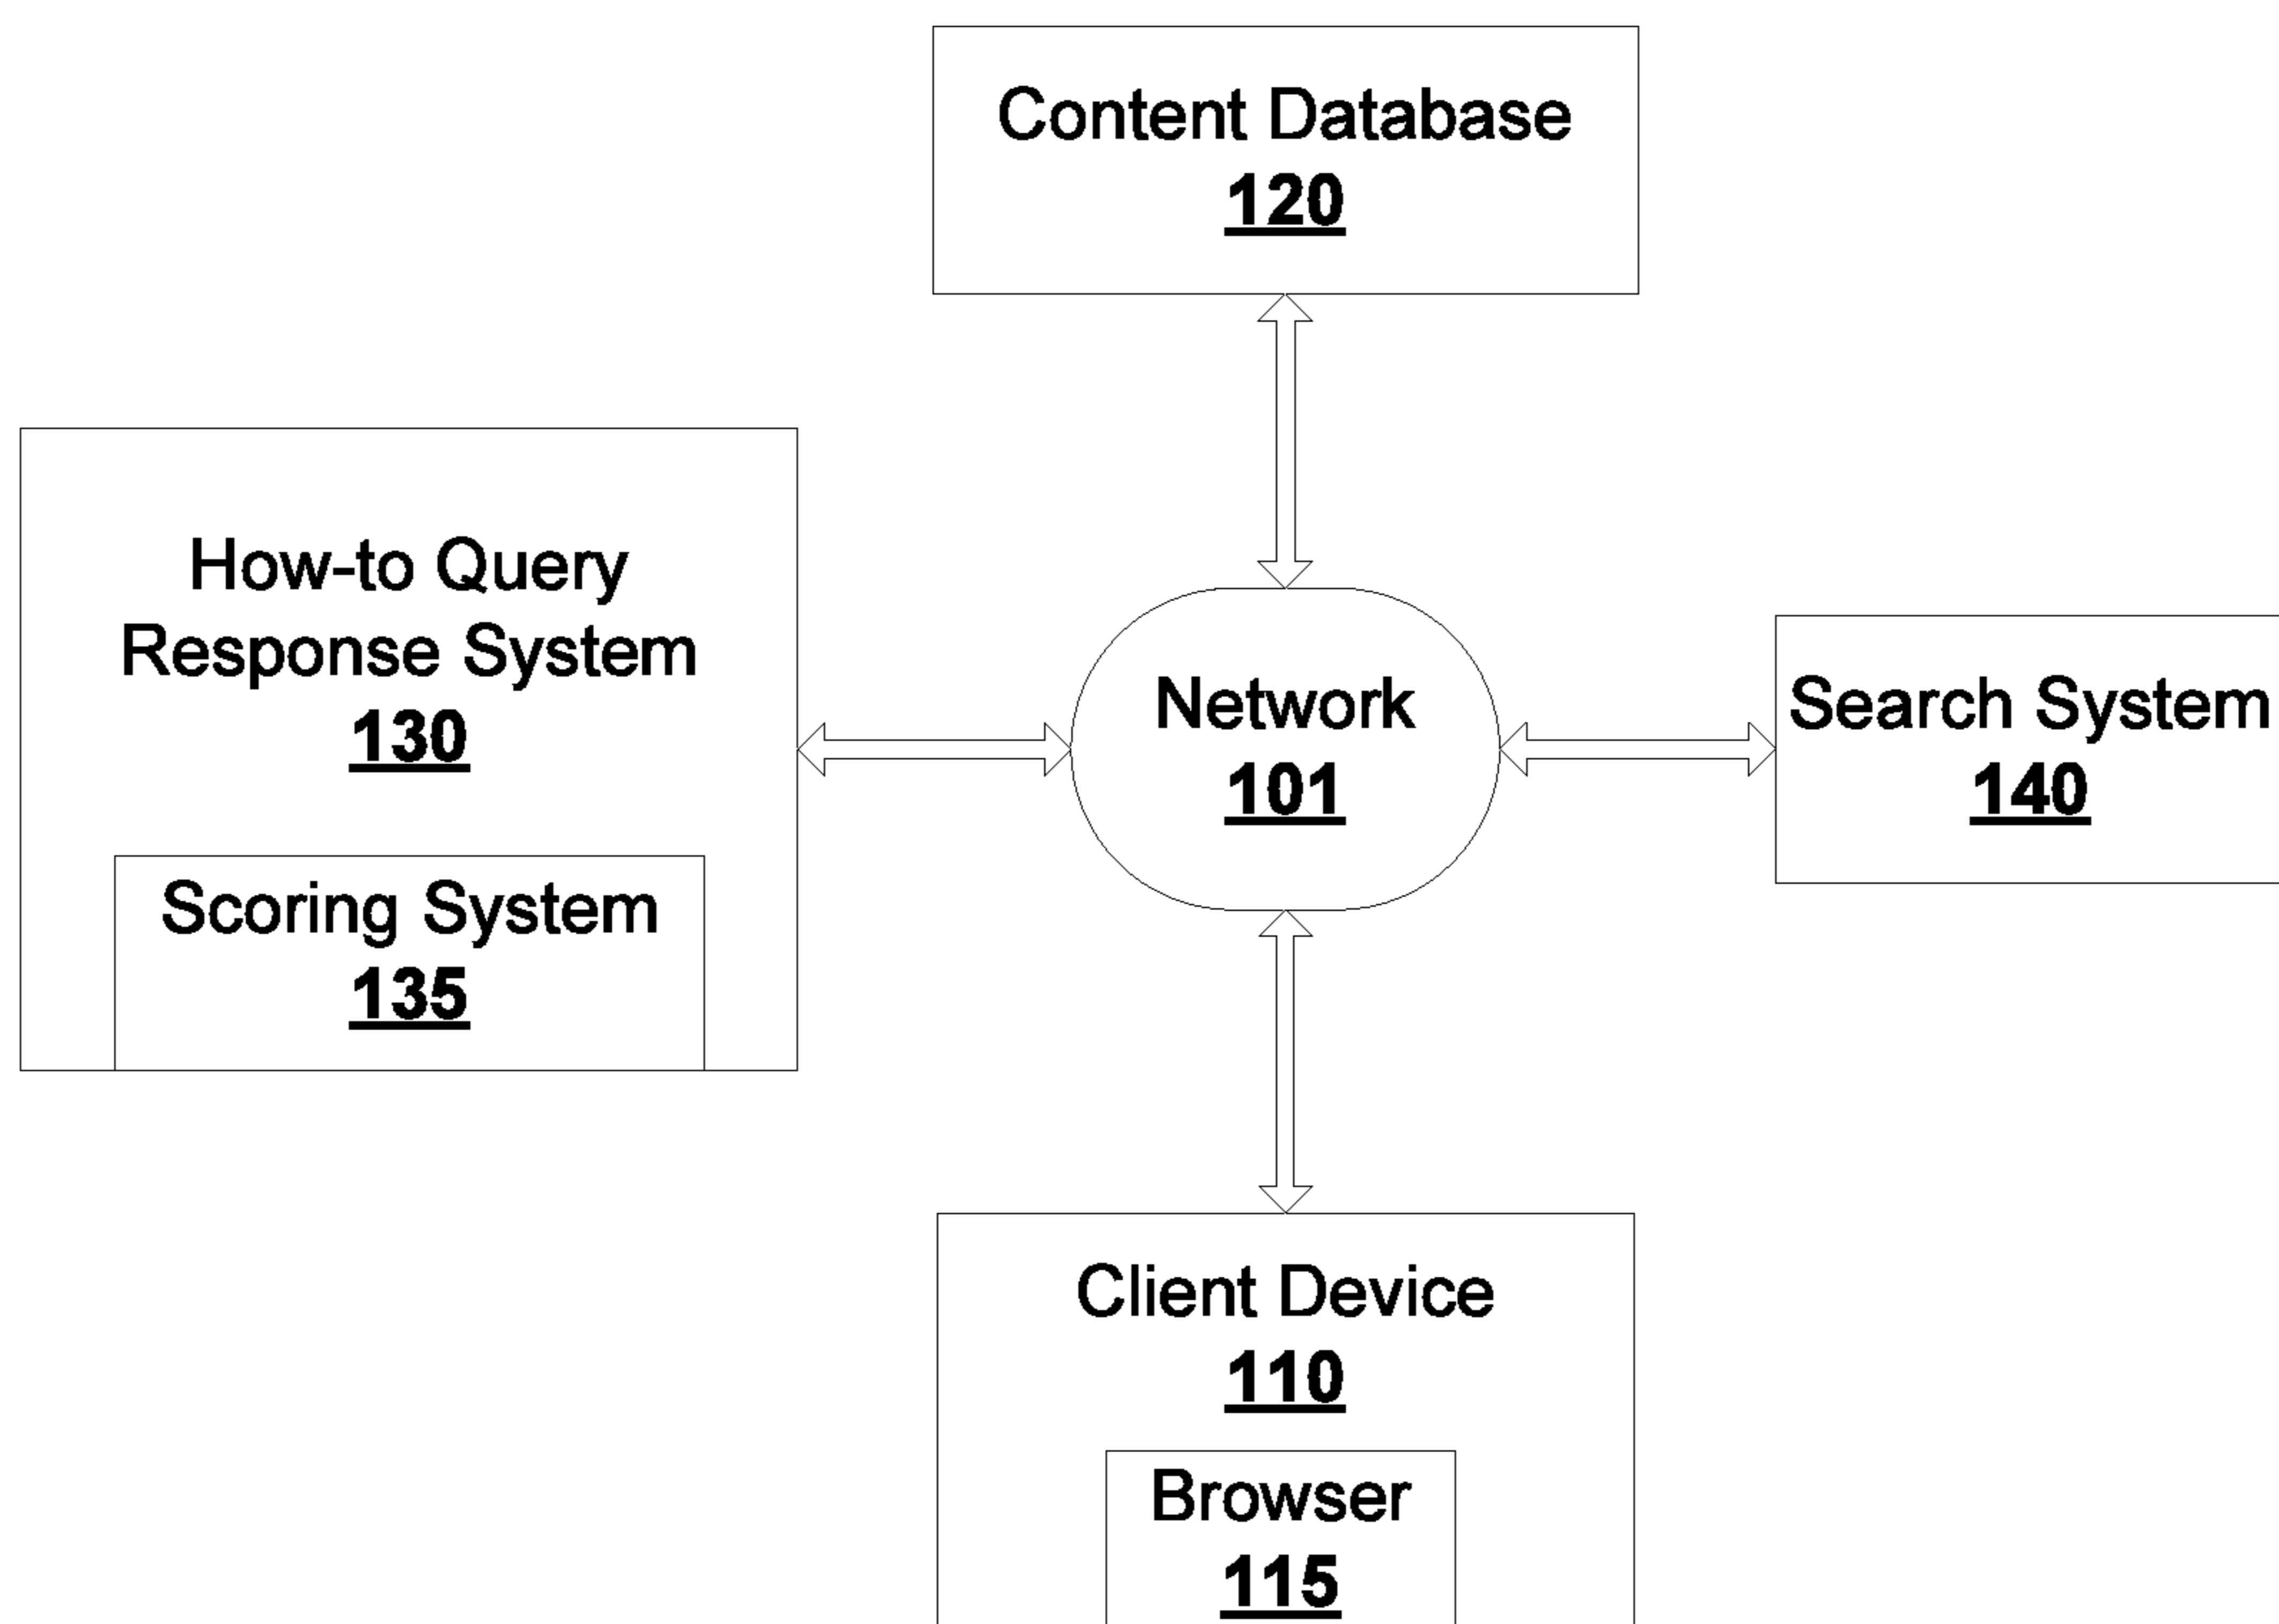 Content Database
120
How-to Query
Response System
130
Scoring System
135
Network
101
Search System
140
Client Device
110
Browser
115